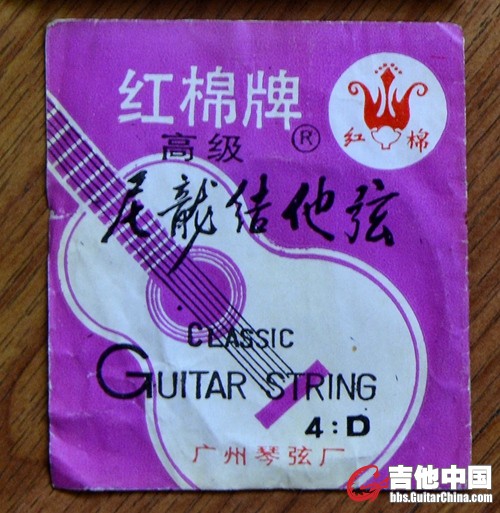 红棉牌
高级 ®
红棉
尼龍结他弦
CLASSIC
GUITAR STRING
4:D
广州琴弦厂
吉他中国
bbs.GuitarChina.com